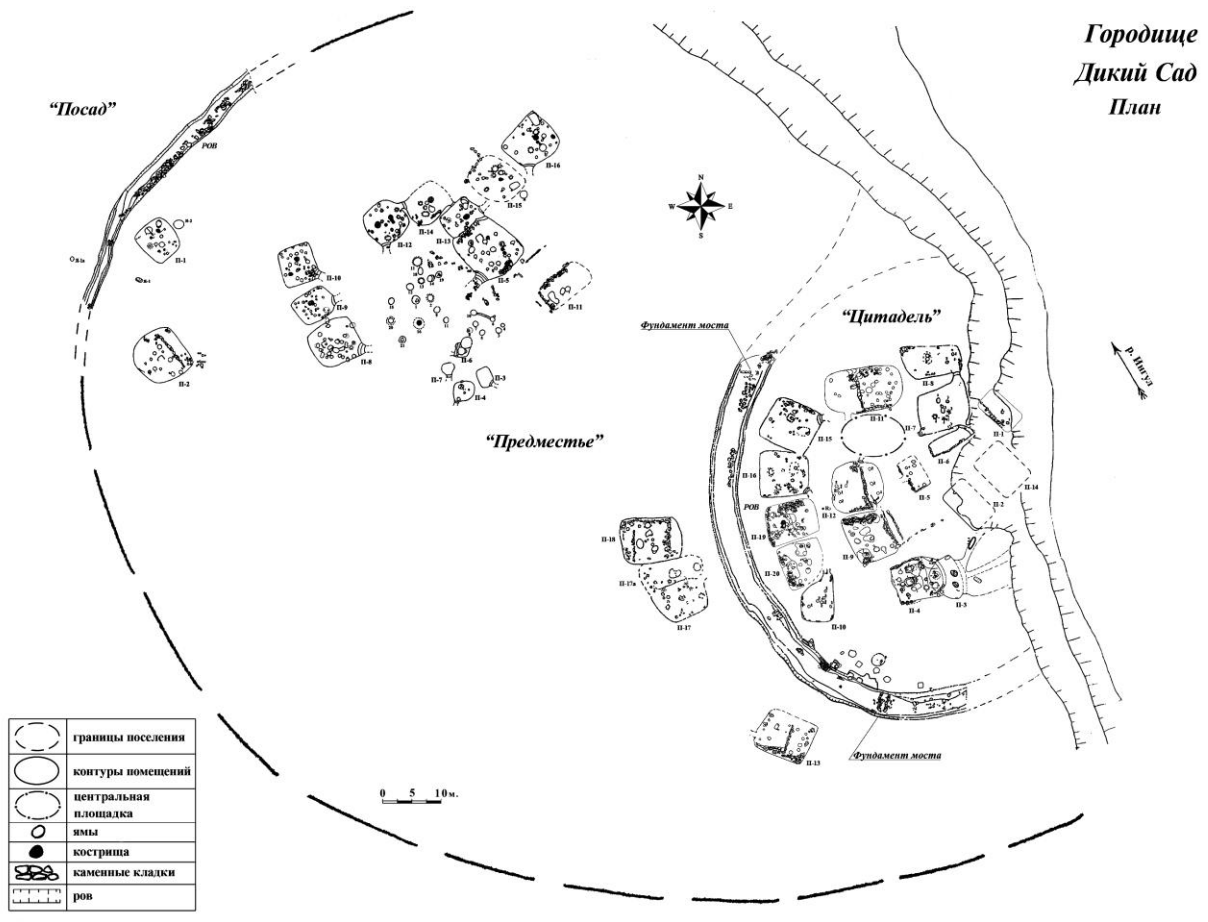 Городище
Дикий Сад
План
“Посад”
РОВ
П-1
П-2
П-16
П-15
П-14
П-13
П-12
П-5
П-11
П-10
П-9
П-8
П-6
П-7
П-3
П-4
N
W
E
S
“Предместье”
“Цитадель”
Фундамент моста
р. Ингул
П-8
П-11
П-7
П-1
П-15
П-6
П-16
П-5
П-14
П-2
РОВ
П-12
П-19
П-9
П-18
П-20
П-17а
П-4
П-3
П-10
П-17
П-13
Фундамент моста
0 5 10м.
границы поселения
контуры помещений
центральная
площадка
ямы
кострища
каменные кладки
ров